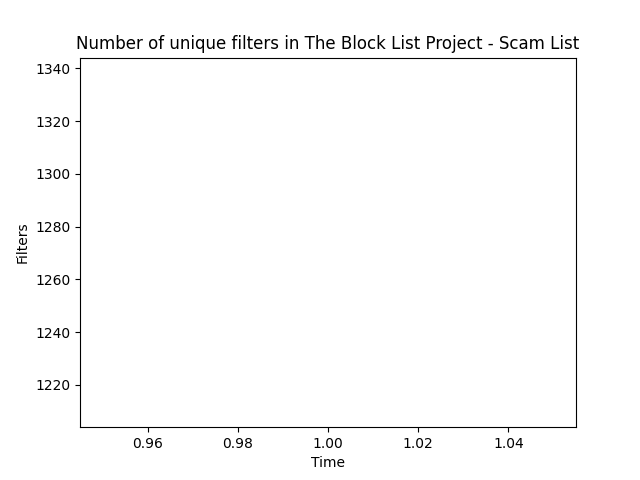 Number of unique filters in The Block List Project - Scam List
1340
1320
1300
1280
1260
1240
1220
Filters
0.96 0.98 1.00 1.02 1.04
Time